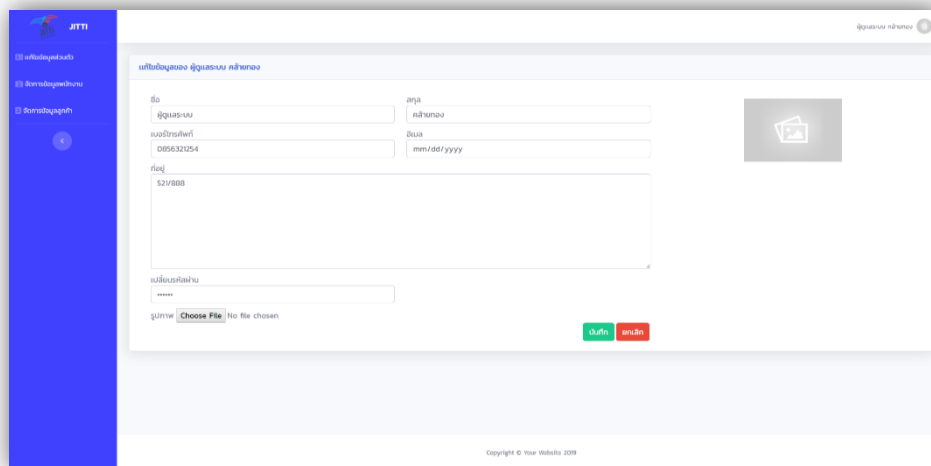 JITTI
ผู้ดูแลระบบ คล้ายทอง
แก้ไขข้อมูลส่วนตัว
จัดการข้อมูลพนักงาน
จัดการข้อมูลลูกค้า
แก้ไขข้อมูลของ ผู้ดูแลระบบ คล้ายทอง
ชื่อ
สกุล
ผู้ดูแลระบบ
คล้ายทอง
เบอร์โทรศัพท์
อีเมล
0856321254
mm/dd/yyyy
ที่อยู่
521/888
เปลี่ยนรหัสผ่าน
••••••
รูปภาพ Choose File No file chosen
บันทึก ยกเลิก
Copyright © Your Website 2019